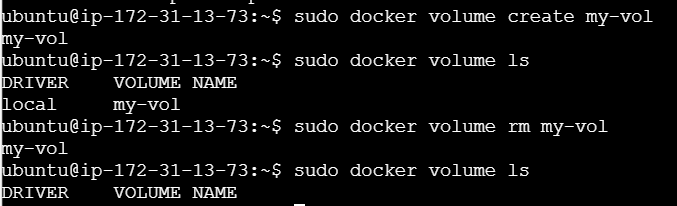 ubuntu@ip-172-31-13-73:~$ sudo docker volume create my-vol
my-vol
ubuntu@ip-172-31-13-73:~$ sudo docker volume ls
DRIVER    VOLUME NAME
local     my-vol
ubuntu@ip-172-31-13-73:~$ sudo docker volume rm my-vol
my-vol
ubuntu@ip-172-31-13-73:~$ sudo docker volume ls
DRIVER    VOLUME NAME